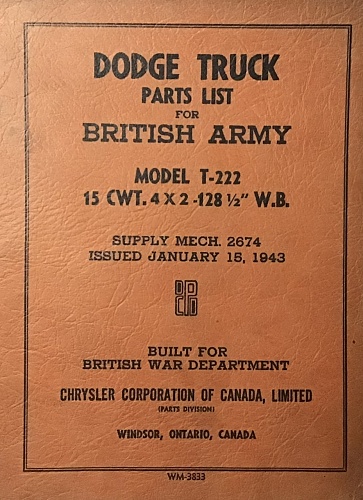 DODGE TRUCK
PARTS LIST
FOR
BRITISH ARMY
MODEL T-222
15 CWT. 4 X 2 - 128 ½" W.B.
SUPPLY MECH. 2674
ISSUED JANUARY 15, 1943
BUILT FOR
BRITISH WAR DEPARTMENT
CHRYSLER CORPORATION OF CANADA, LIMITED
(PARTS DIVISION)
WINDSOR, ONTARIO, CANADA
WM-3833